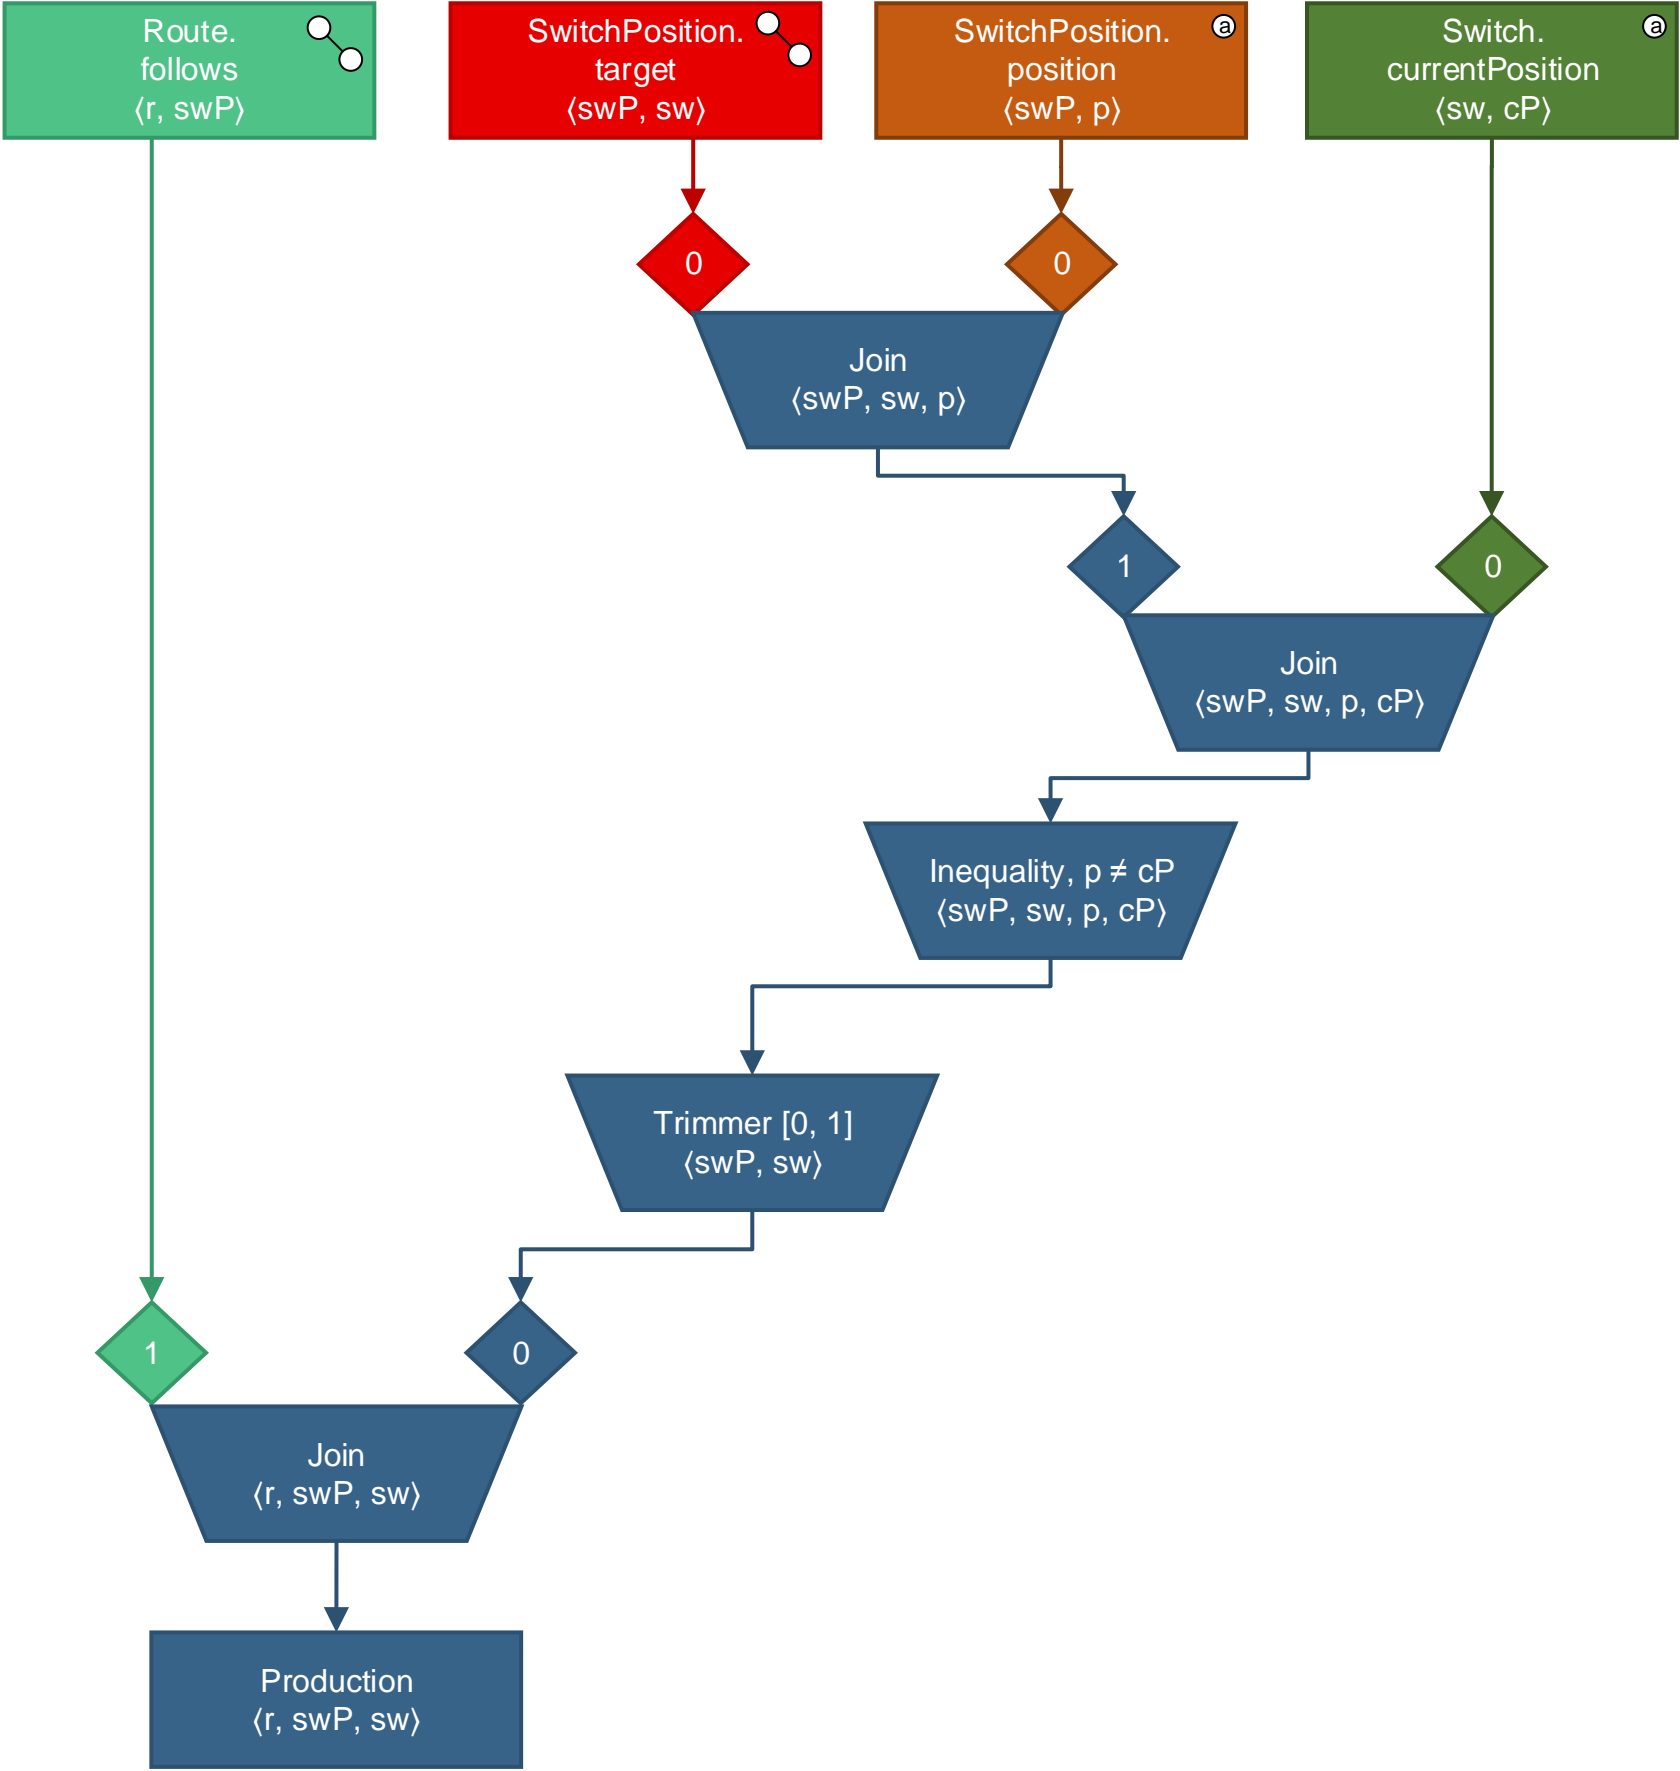 Route.
follows
⟨r, swP⟩
SwitchPosition.
target
⟨swP, sw⟩
SwitchPosition.
position
⟨swP, p⟩
a
Switch.
currentPosition
⟨sw, cP⟩
a
0
0
Join
⟨swP, sw, p⟩
1
0
Join
⟨swP, sw, p, cP⟩
Inequality, p ≠ cP
⟨swP, sw, p, cP⟩
Trimmer [0, 1]
⟨swP, sw⟩
1
0
Join
⟨r, swP, sw⟩
Production
⟨r, swP, sw⟩